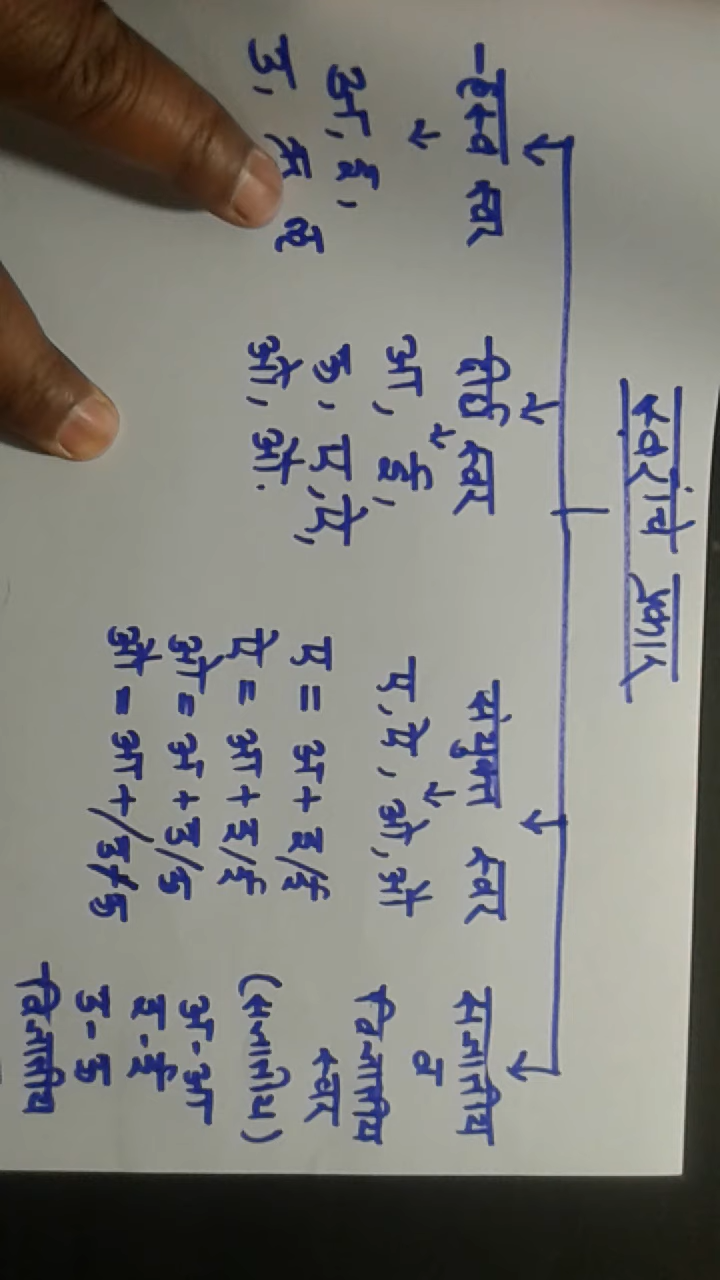 स्वरांचे प्रकार
ऱ्हस्व स्वर
अ, इ,
उ, ऋ ऌ
दीर्घ स्वर
आ, ई,
ऊ, ए, ऐ,
ओ, औ.
संयुक्त स्वर
ए, ऐ, ओ, औ
ए = अ + इ/ई
ऐ = आ + इ/ई
ओ = अ + उ/ऊ
औ = आ + उ/ऊ
सजातीय
व
विजातीय
स्वर
(सजातीय)
अ - आ
इ - ई
उ - ऊ
विजातीय